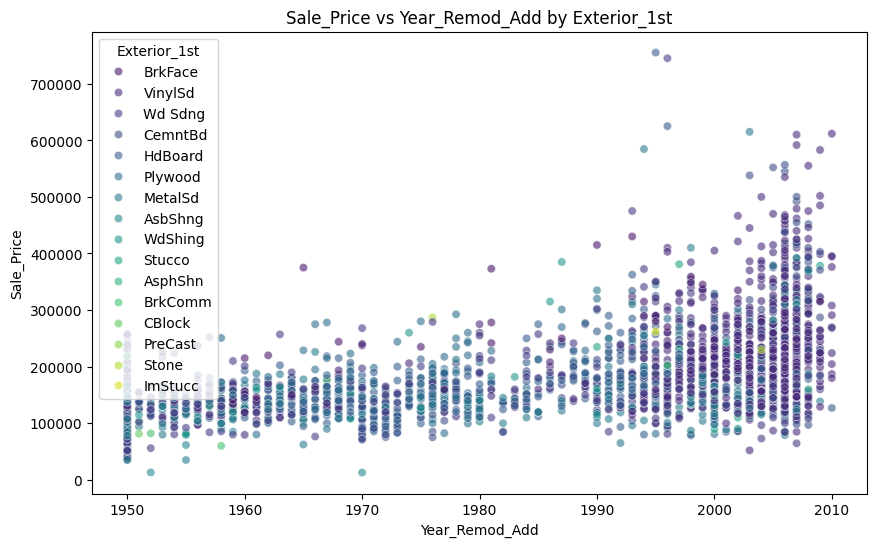 Sale_Price vs Year_Remod_Add by Exterior_1st
Exterior_1st
BrkFace
VinylSd
Wd Sdng
CemntBd
HdBoard
Plywood
MetalSd
AsbShng
WdShing
Stucco
AsphShn
BrkComm
CBlock
PreCast
Stone
ImStucc
Sale_Price
700000
600000
500000
400000
300000
200000
100000
0
1950 1960 1970 1980 1990 2000 2010
Year_Remod_Add